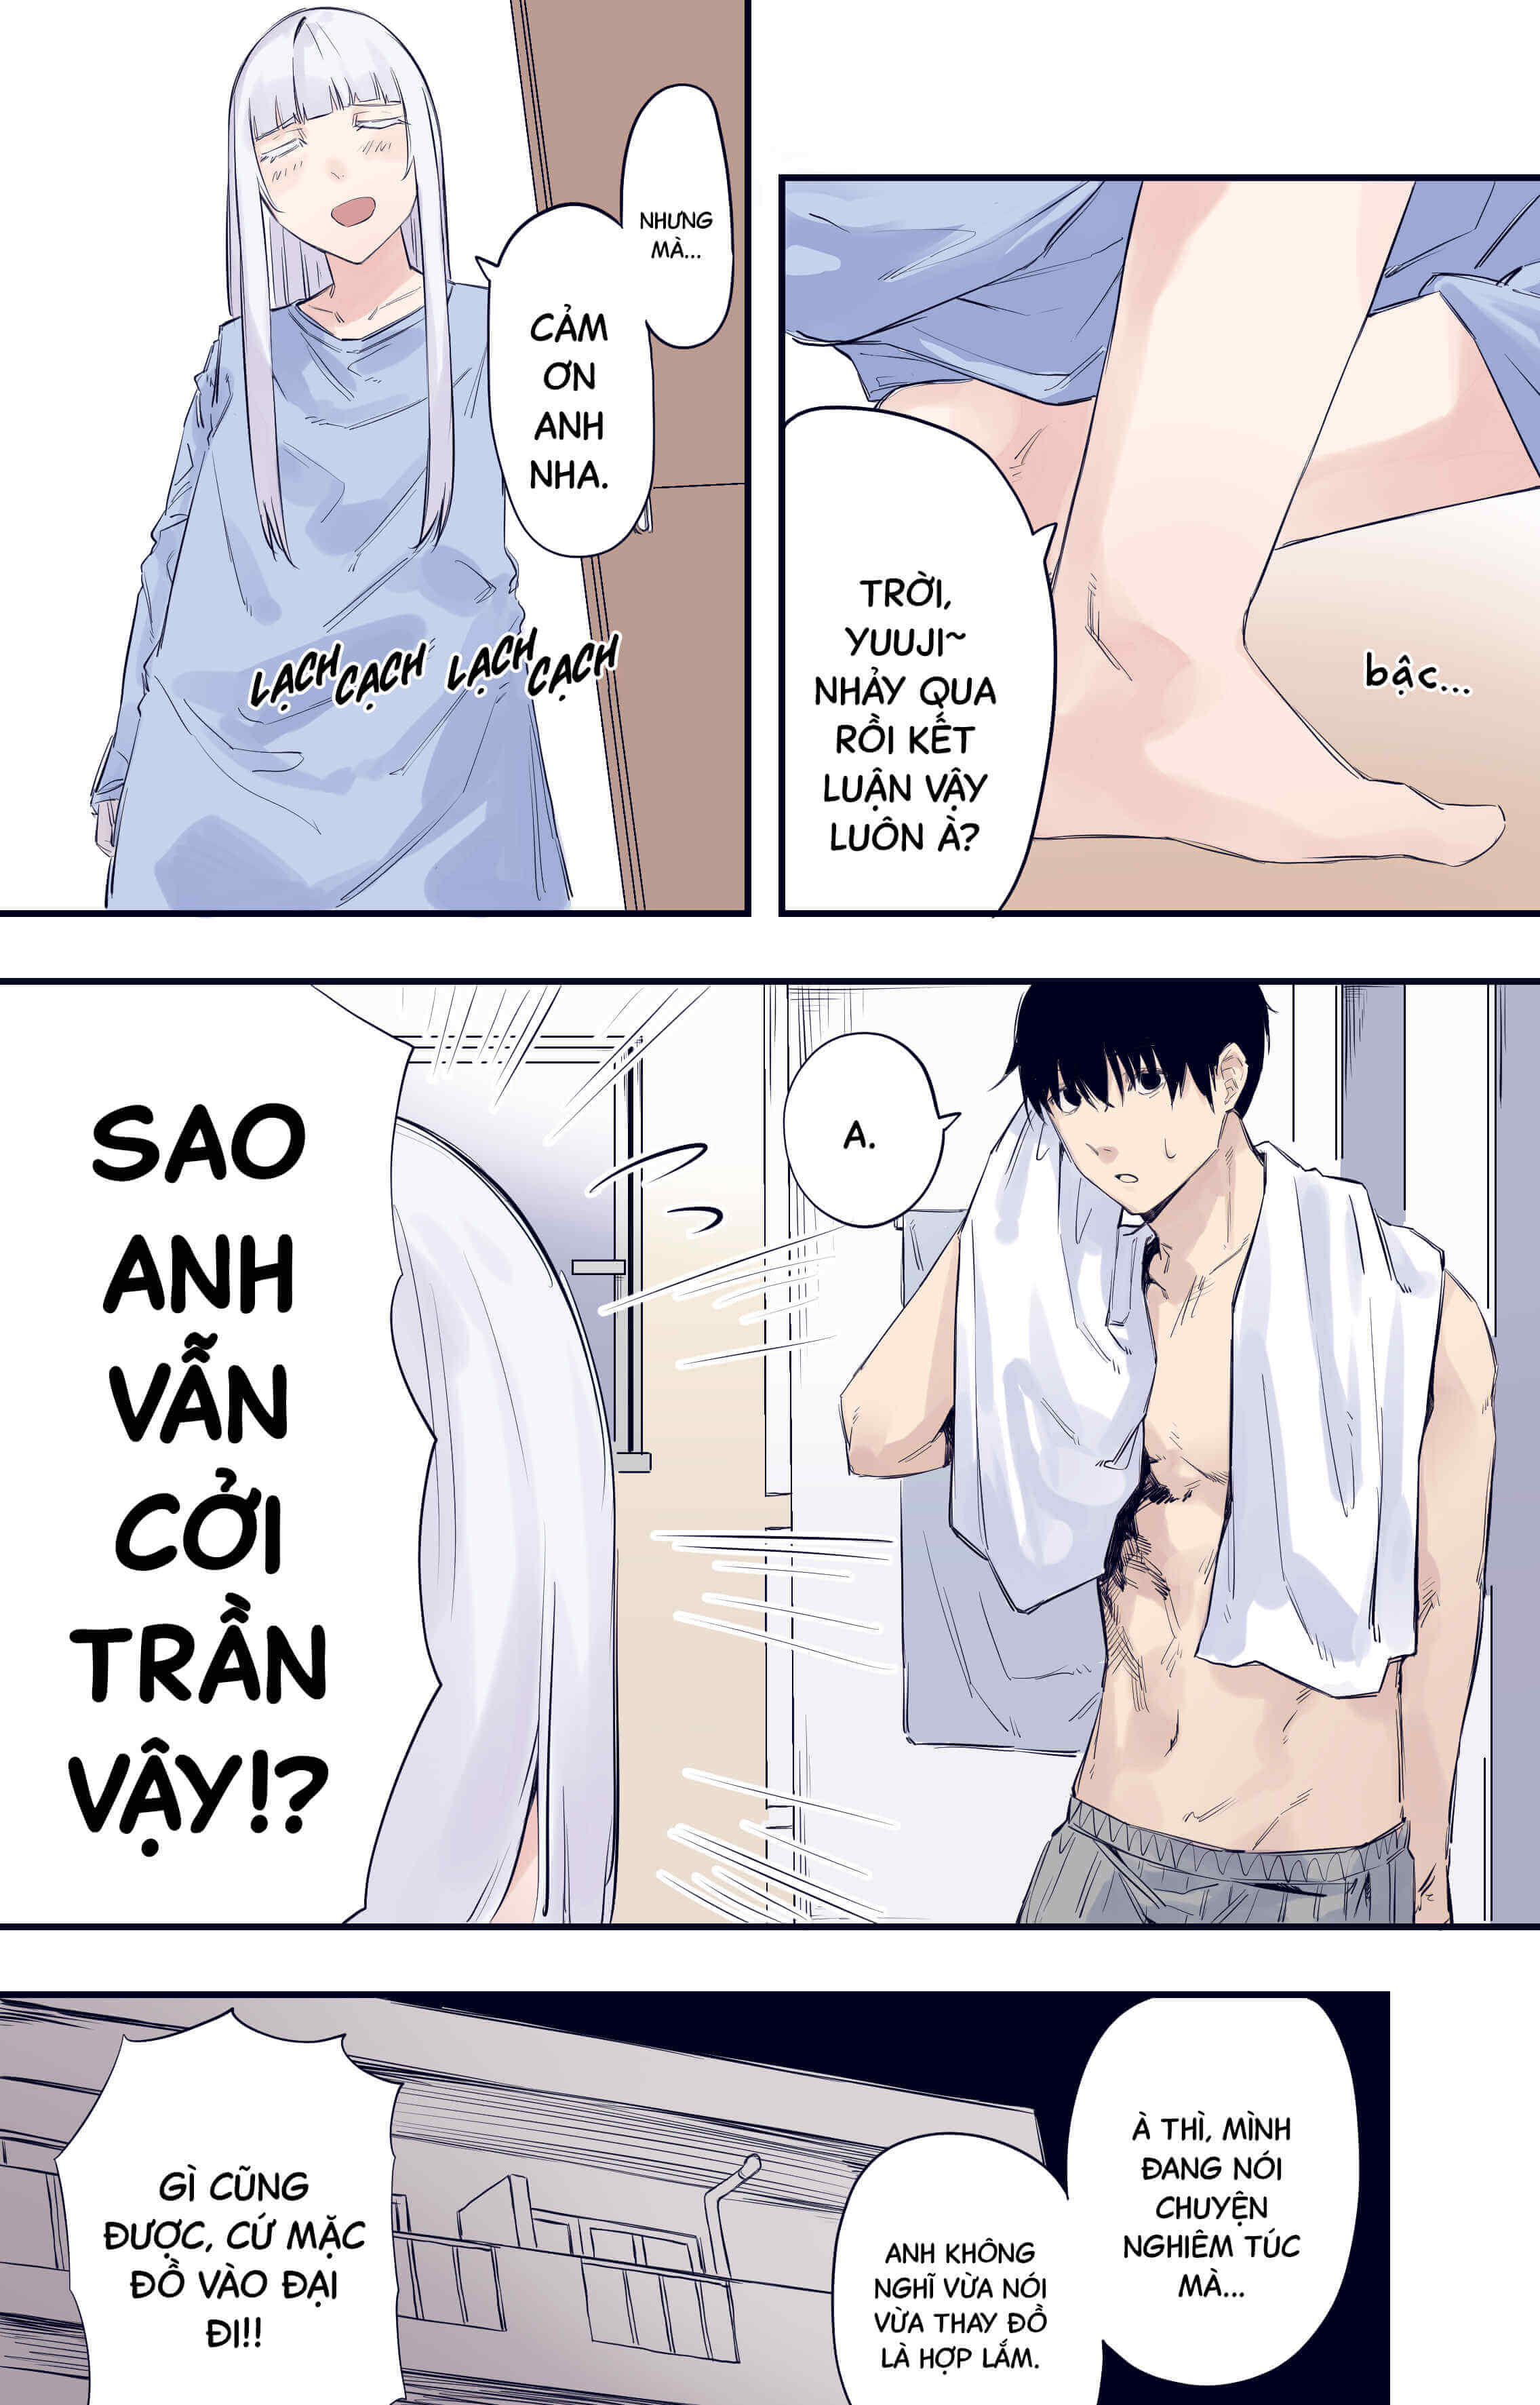 TRỜI,
YUUJI~
NHẢY QUA
RỒI KẾT
LUẬN VẬY
LUÔN À?
bậc...
NHƯNG
MÀ...
CẢM
ƠN
ANH
NHA.
LẠCH
CẠCH
LẠCH
CẠCH
A.
SAO
ANH
VẪN
CỞI
TRẦN
VẬY!?
À THÌ, MÌNH
ĐANG NÓI
CHUYỆN
NGHIÊM TÚC
MÀ...
ANH KHÔNG
NGHĨ VỪA NÓI
VỪA THAY ĐỒ
LÀ HỢP LẮM.
GÌ CŨNG
ĐƯỢC, CỨ MẶC
ĐỒ VÀO ĐẠI
ĐI!!